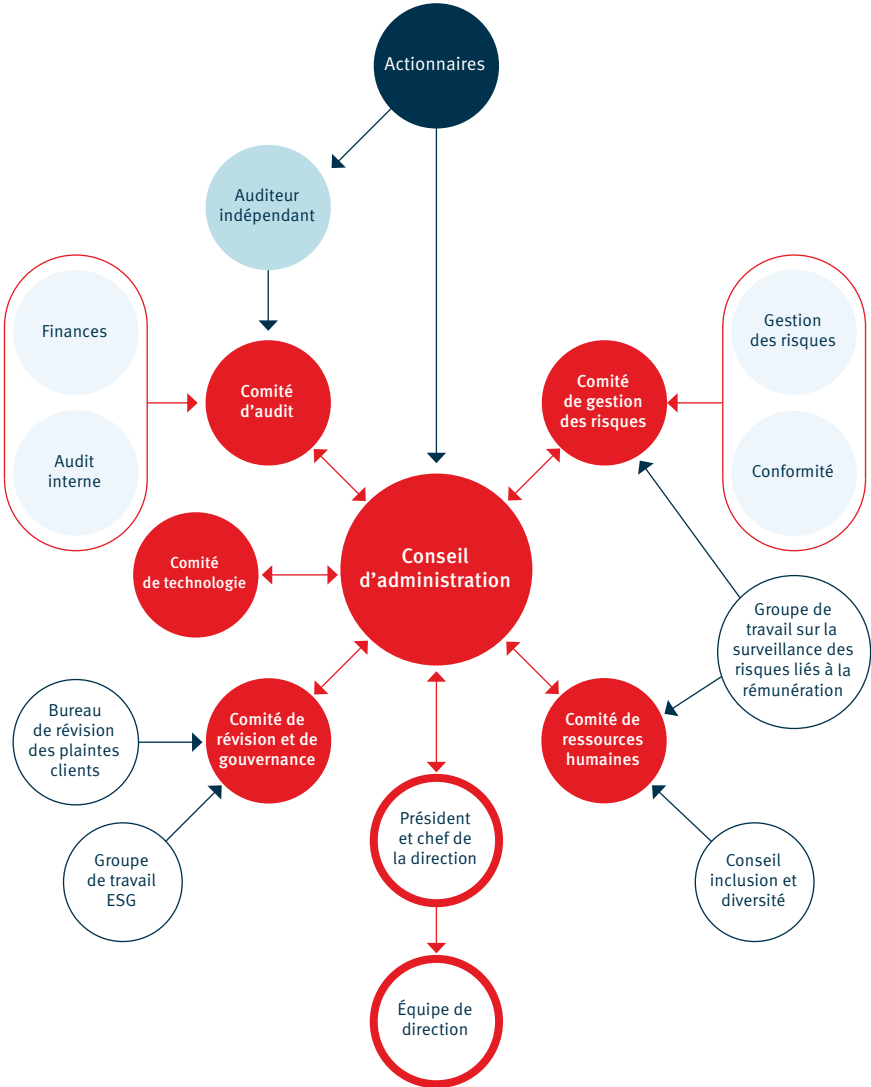 Actionnaires
Auditeur
indépendant
Finances
Gestion
des risques
Comité
d’audit
Comité
de gestion
des risques
Audit
interne
Conformité
Comité
de technologie
Conseil
d’administration
Groupe de
travail sur la
surveillance des
risques liés à la
rémunération
Bureau
de révision
des plaintes
clients
Comité de
révision et de
gouvernance
Comité de
ressources
humaines
Président
et chef de
la direction
Groupe
de travail
ESG
Conseil
inclusion et
diversité
Équipe de
direction